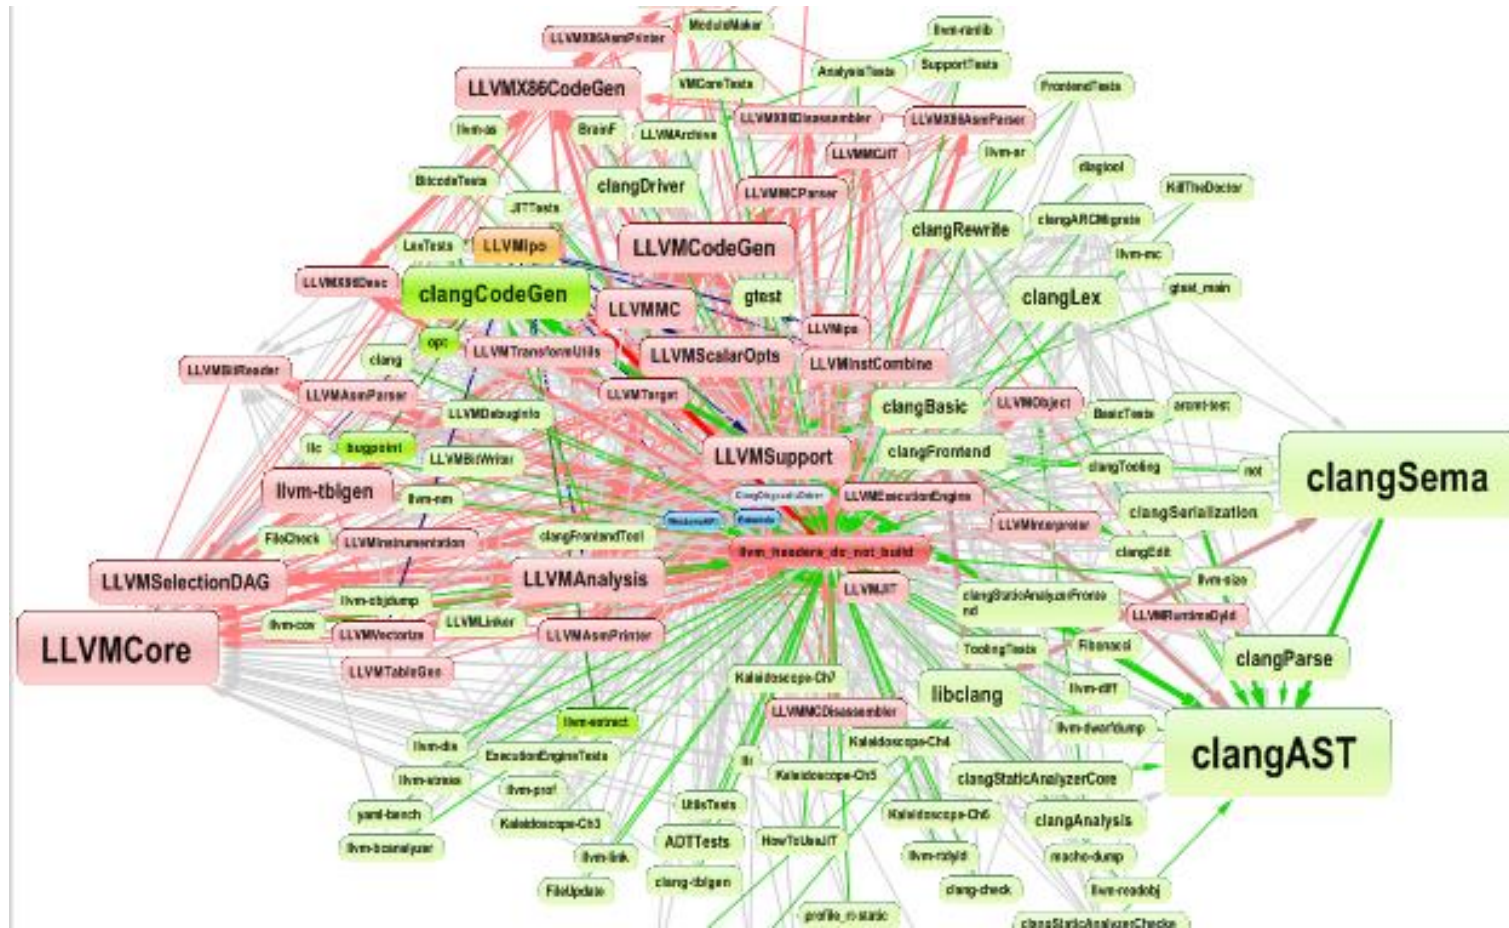 ModuleMaker
LLVMX86AsmPrinter
llvm-ranlib
LLVMX86CodeGen
VMCoreTests
AnalysisTests
SupportTests
FrontendTests
llvm-as
BrainF
LLVMArchive
LLVMX86Disassembler
LLVMX86AsmParser
LLVMMCJIT
llvm-ar
diagtool
BitcodeTests
clangDriver
LLVMMCParser
KillTheDoctor
JITTests
clangRewrite
clangARCMigrate
LexTests
LLVMipo
LLVMCodeGen
llvm-mc
LLVMX86Desc
clangCodeGen
LLVMMC
gtest
clangLex
gtest_main
LLVMipa
opt
clang
LLVMTransformUtils
LLVMScalarOpts
LLVMInstCombine
LLVMBitReader
LLVMAsmParser
LLVMTarget
LLVMDebugInfo
clangBasic
LLVMObject
BasicTests
arcmt-test
llc
bugpoint
LLVMBitWriter
LLVMSupport
clangFrontend
clangTooling
not
clangSema
llvm-tblgen
llvm-nm
LLVMExecutionEngine
clangSerialization
FileCheck
LLVMInstrumentation
clangFrontendTool
llvm_headers_do_not_build
LLVMInterpreter
clangEdit
LLVMSelectionDAG
LLVMAnalysis
LLVMJIT
llvm-size
llvm-objdump
clangStaticAnalyzerFronte
nd
LLVMRuntimeDyld
llvm-cov
LLVMVectorize
LLVMLinker
LLVMAsmPrinter
LLVMCore
LLVMTableGen
ToolingTests
Fibonacci
clangParse
Kaleidoscope-Ch7
libclang
llvm-diff
LLVMMCDisassembler
llvm-extract
llvm-dwarfdump
llvm-dis
ExecutionEngineTests
Kaleidoscope-Ch4
clangAST
llvm-stress
llvm-prof
lli
Kaleidoscope-Ch5
clangStaticAnalyzerCore
yaml-bench
Kaleidoscope-Ch3
UtilsTests
Kaleidoscope-Ch6
clangAnalysis
llvm-bcanalyzer
llvm-link
ADTTests
HowToUseJIT
llvm-rtdyld
macho-dump
FileUpdate
clang-tblgen
clang-check
llvm-readobj
profile_rt-static
clangStaticAnalyzerChecke